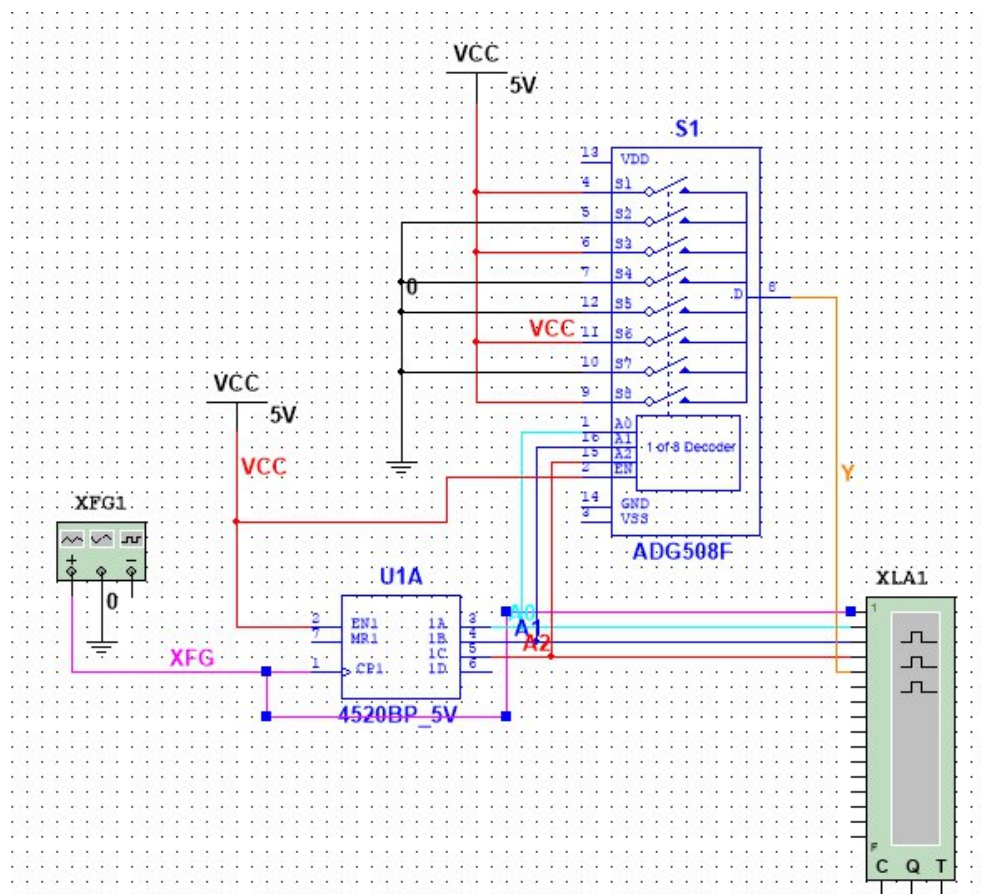 VCC
5V
S1
13 VDD
4 S1
5 S2
6 S3
7 S4
0
12 S5
VCC 11 S6
10 S7
9 S8
D 8
VCC
5V
1 A0
16 A1
15 A2
2 EN
1 of 8 Decoder
VCC
Y
14 GND
3 VSS
ADG508F
XFG1
+ −
0
U1A
XLA1
2 EN1 1A 3
7 MR1 1B 4
1C 5
1 CP1 1D 6
A0
A1
A2
XFG
4520BP_5V
1
F
C Q T